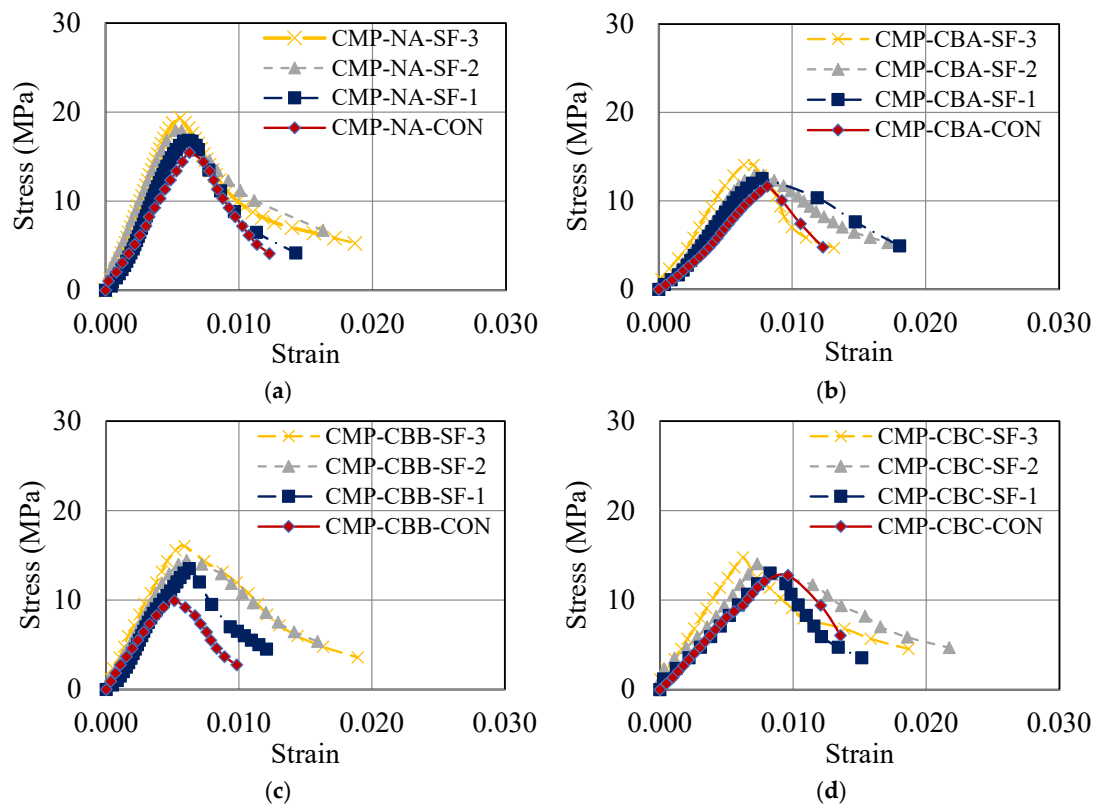 30
20
10
0
Stress (MPa)
CMP-NA-SF-3
CMP-NA-SF-2
CMP-NA-SF-1
CMP-NA-CON
0.000 0.010 0.020 0.030
Strain
(a)
30
20
10
0
Stress (MPa)
CMP-CBA-SF-3
CMP-CBA-SF-2
CMP-CBA-SF-1
CMP-CBA-CON
0.000 0.010 0.020 0.030
Strain
(b)
30
20
10
0
Stress (MPa)
CMP-CBB-SF-3
CMP-CBB-SF-2
CMP-CBB-SF-1
CMP-CBB-CON
0.000 0.010 0.020 0.030
Strain
(c)
30
20
10
0
Stress (MPa)
CMP-CBC-SF-3
CMP-CBC-SF-2
CMP-CBC-SF-1
CMP-CBC-CON
0.000 0.010 0.020 0.030
Strain
(d)